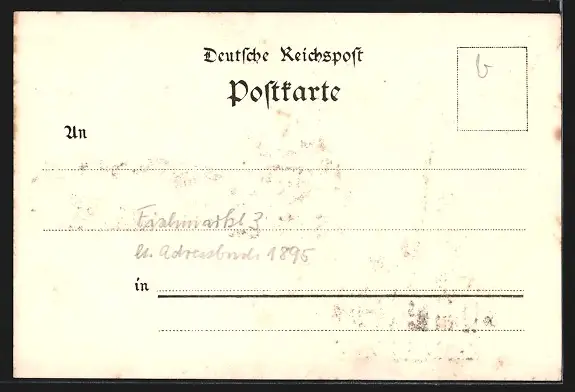 Deutsche Reichspost
Postkarte
b
An
Fischmarkt 3
lt. Adressbuch 1895
in